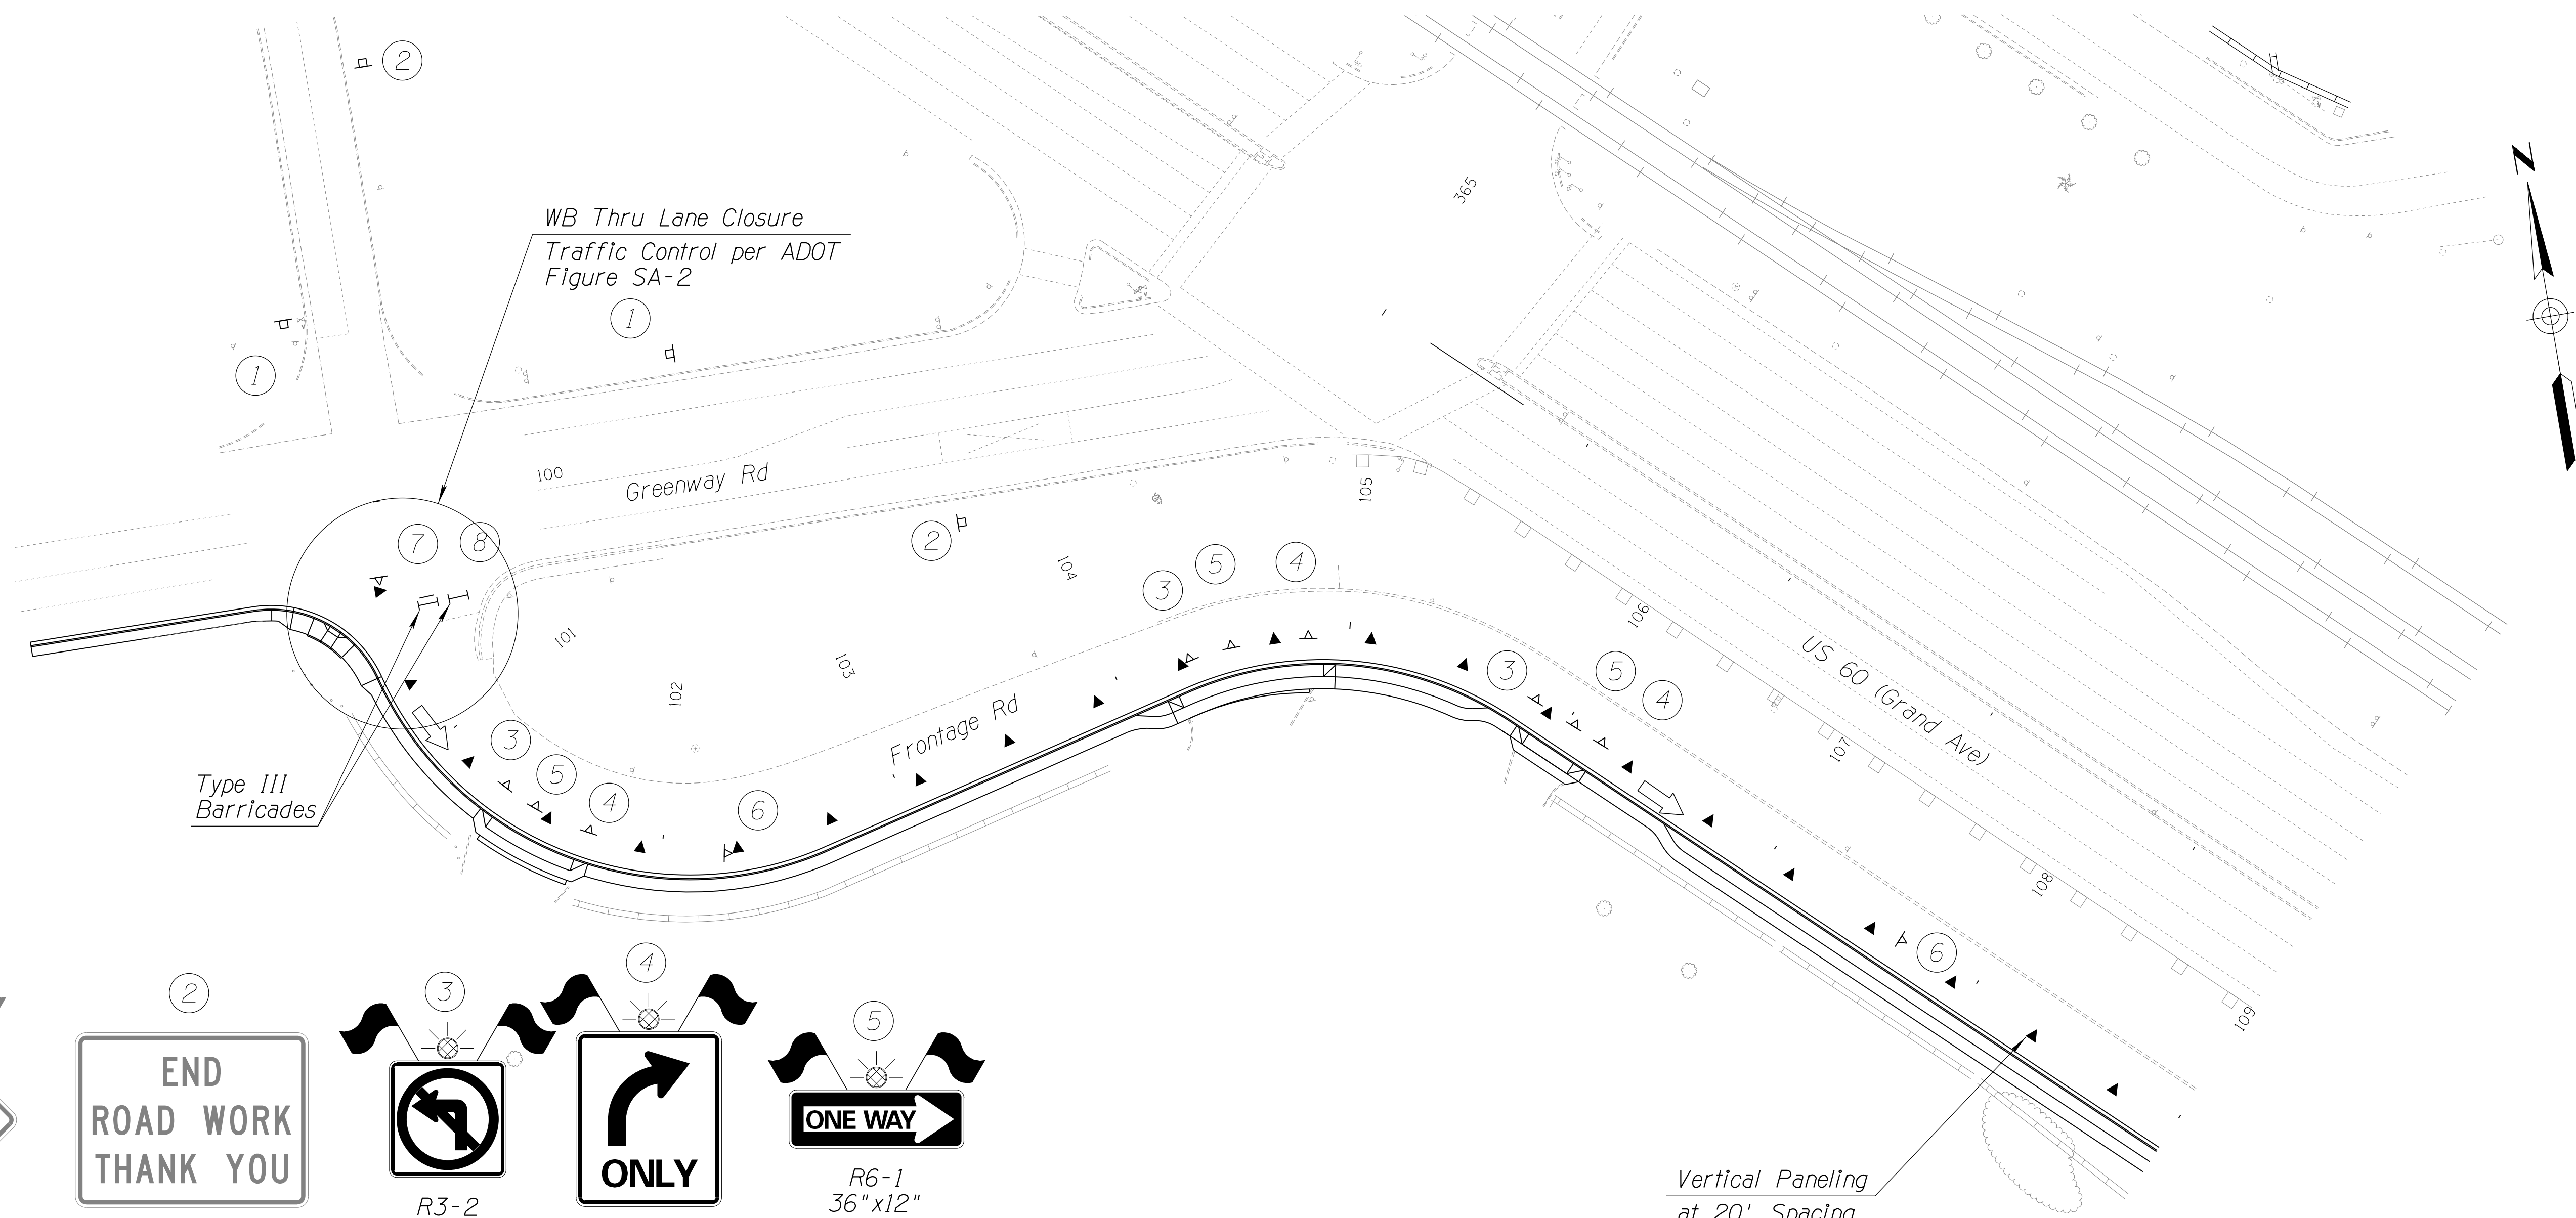 2
N
365
WB Thru Lane Closure
Traffic Control per ADOT
Figure SA-2
1
1
100
Greenway Rd
105
2
7
8
104
3
5
4
101
102
103
106
US 60 (Grand Ave)
3
5
4
107
Frontage Rd
3
5
4
6
Type III
Barricades
108
6
109
2
END
ROAD WORK
THANK YOU
3
R3-2
4
ONLY
5
ONE WAY
R6-1
36"x12"
Vertical Paneling
at 20' Spacing